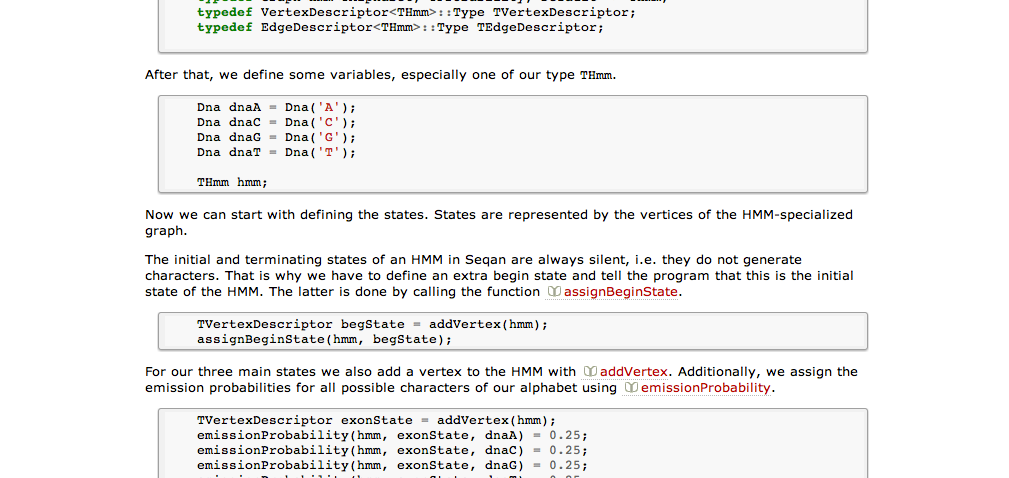 typedef VertexDescriptor<THmm>::Type TVertexDescriptor;
typedef EdgeDescriptor<THmm>::Type TEdgeDescriptor;
After that, we define some variables, especially one of our type THmm.
Dna dnaA = Dna('A');
Dna dnaC = Dna('C');
Dna dnaG = Dna('G');
Dna dnaT = Dna('T');
THmm hmm;
Now we can start with defining the states. States are represented by the vertices of the HMM-specialized
graph.
The initial and terminating states of an HMM in Seqan are always silent, i.e. they do not generate
characters. That is why we have to define an extra begin state and tell the program that this is the initial
state of the HMM. The latter is done by calling the function assignBeginState.
TVertexDescriptor begState = addVertex(hmm);
assignBeginState(hmm, begState);
For our three main states we also add a vertex to the HMM with addVertex. Additionally, we assign the
emission probabilities for all possible characters of our alphabet using emissionProbability.
TVertexDescriptor exonState = addVertex(hmm);
emissionProbability(hmm, exonState, dnaA) = 0.25;
emissionProbability(hmm, exonState, dnaC) = 0.25;
emissionProbability(hmm, exonState, dnaG) = 0.25;